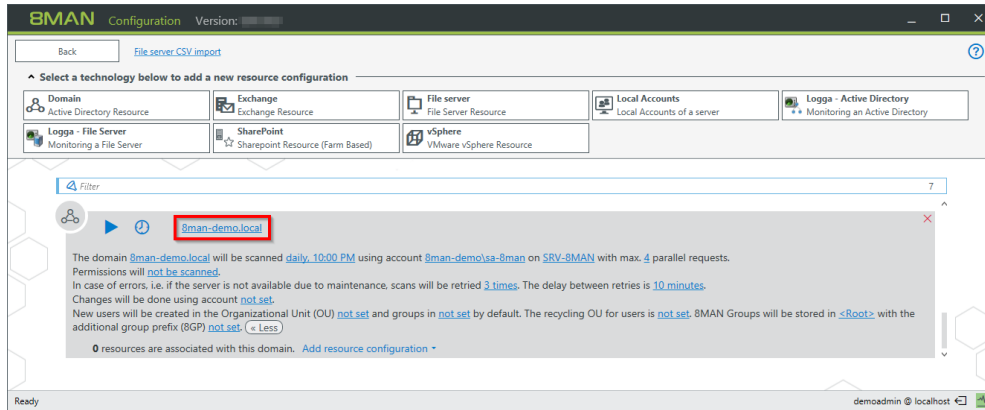 8MAN Configuration Version:
Back File server CSV import
Select a technology below to add a new resource configuration
Domain
Active Directory Resource
Exchange
Exchange Resource
File server
File Server Resource
Local Accounts
Local Accounts of a server
Logga - Active Directory
Monitoring an Active Directory
Logga - File Server
Monitoring a File Server
SharePoint
Sharepoint Resource (Farm Based)
vSphere
VMware vSphere Resource
Filter 7
8man-demo.local
The domain 8man-demo.local will be scanned daily, 10:00 PM using account 8man-demo\sa-8man on SRV-8MAN with max. 4 parallel requests.
Permissions will not be scanned.
In case of errors, i.e. if the server is not available due to maintenance, scans will be retried 3 times. The delay between retries is 10 minutes.
Changes will be done using account not set.
New users will be created in the Organizational Unit (OU) not set and groups in not set by default. The recycling OU for users is not set. 8MAN Groups will be stored in <Root> with the
additional group prefix (8GP) not set. « Less
0 resources are associated with this domain. Add resource configuration
Ready demoadmin @ localhost